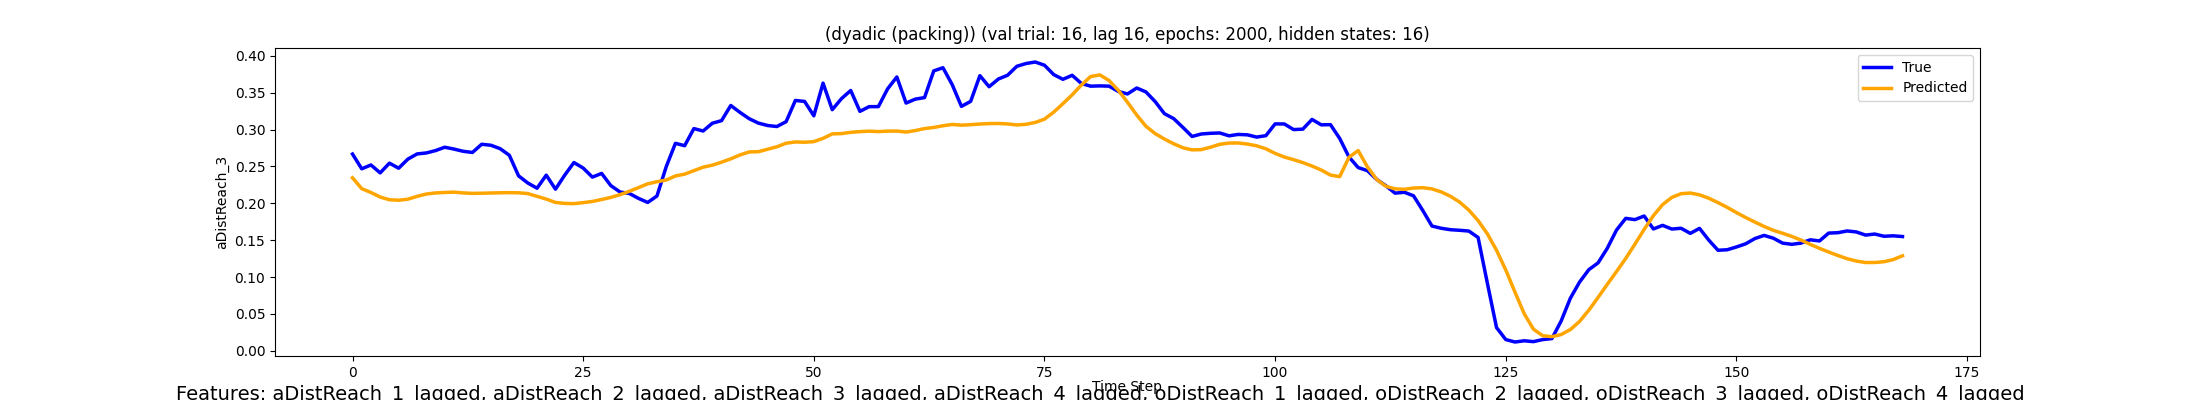 (dyadic (packing)) (val trial: 16, lag 16, epochs: 2000, hidden states: 16)
True
Predicted
aDistReach_3
0.40
0.35
0.30
0.25
0.20
0.15
0.10
0.05
0.00
0 25 50 75 100 125 150 175
Time Step
Features: aDistReach_1_lagged, aDistReach_2_lagged, aDistReach_3_lagged, aDistReach_4_lagged, oDistReach_1_lagged, oDistReach_2_lagged, oDistReach_3_lagged, oDistReach_4_lagged